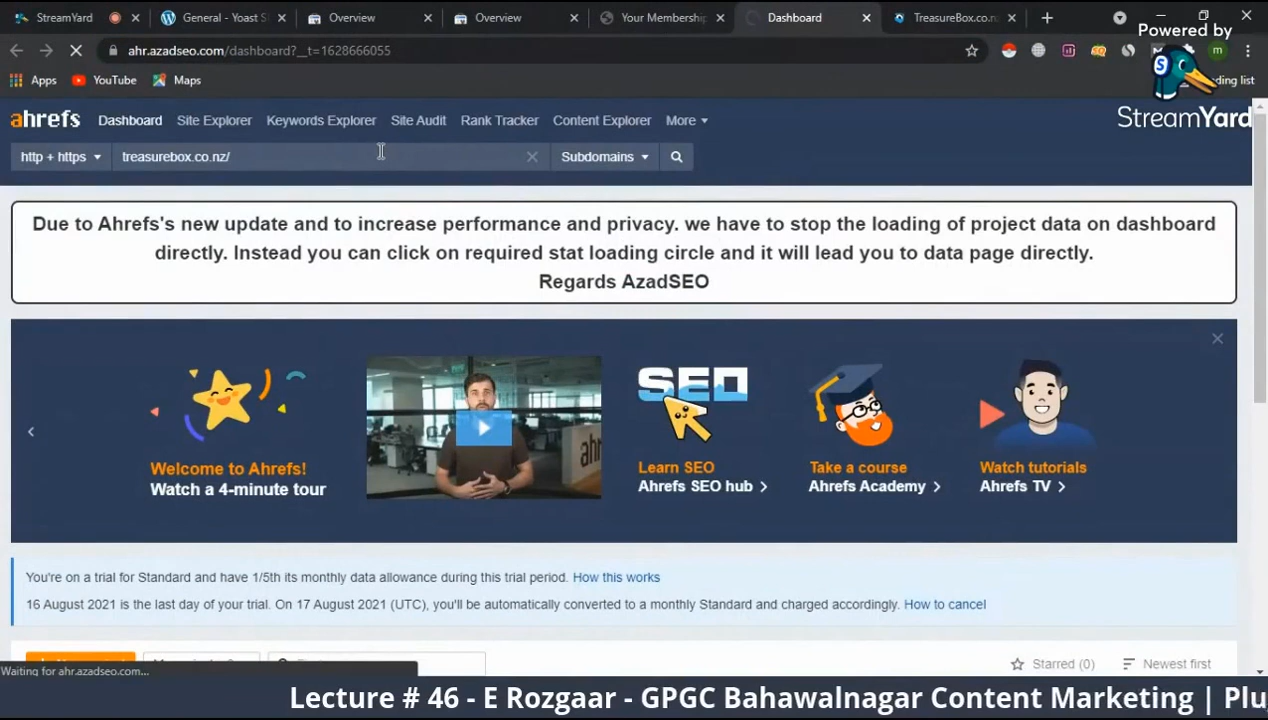 StreamYard
General - Yoast S
Overview
Overview
Your Membership
Dashboard
TreasureBox.co.nz
Powered by
ahr.azadseo.com/dashboard?__t=1628666055
m
Apps
YouTube
Maps
ding list
StreamYard
ahrefs
Dashboard
Site Explorer
Keywords Explorer
Site Audit
Rank Tracker
Content Explorer
More
http + https
treasurebox.co.nz/
Subdomains
Due to Ahrefs's new update and to increase performance and privacy. we have to stop the loading of project data on dashboard
directly. Instead you can click on required stat loading circle and it will lead you to data page directly.
Regards AzadSEO
SEO
Welcome to Ahrefs!
Watch a 4-minute tour
Learn SEO
Ahrefs SEO hub
Take a course
Ahrefs Academy
Watch tutorials
Ahrefs TV
You're on a trial for Standard and have 1/5th its monthly data allowance during this trial period. How this works
16 August 2021 is the last day of your trial. On 17 August 2021 (UTC), you'll be automatically converted to a monthly Standard and charged accordingly. How to cancel
Starred (0)
Newest first
Waiting for ahr.azadseo.com...
Lecture # 46 - E Rozgaar - GPGC Bahawalnagar Content Marketing | Plu